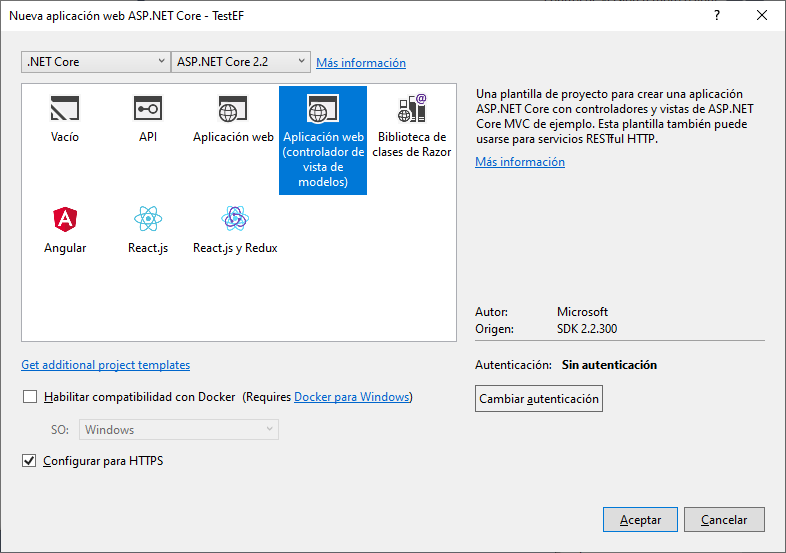 Nueva aplicación web ASP.NET Core - TestEF
.NET Core
ASP.NET Core 2.2
Más información
Vacío
API
Aplicación web
Aplicación web
(controlador de
vista de
modelos)
Biblioteca de
clases de Razor
Angular
React.js
React.js y Redux
Una plantilla de proyecto para crear una aplicación
ASP.NET Core con controladores y vistas de ASP.NET
Core MVC de ejemplo. Esta plantilla también puede
usarse para servicios RESTful HTTP.
Más información
Autor: Microsoft
Origen: SDK 2.2.300
Get additional project templates
Autenticación: Sin autenticación
Habilitar compatibilidad con Docker (Requires Docker para Windows)
Cambiar autenticación
SO: Windows
Configurar para HTTPS
Aceptar
Cancelar